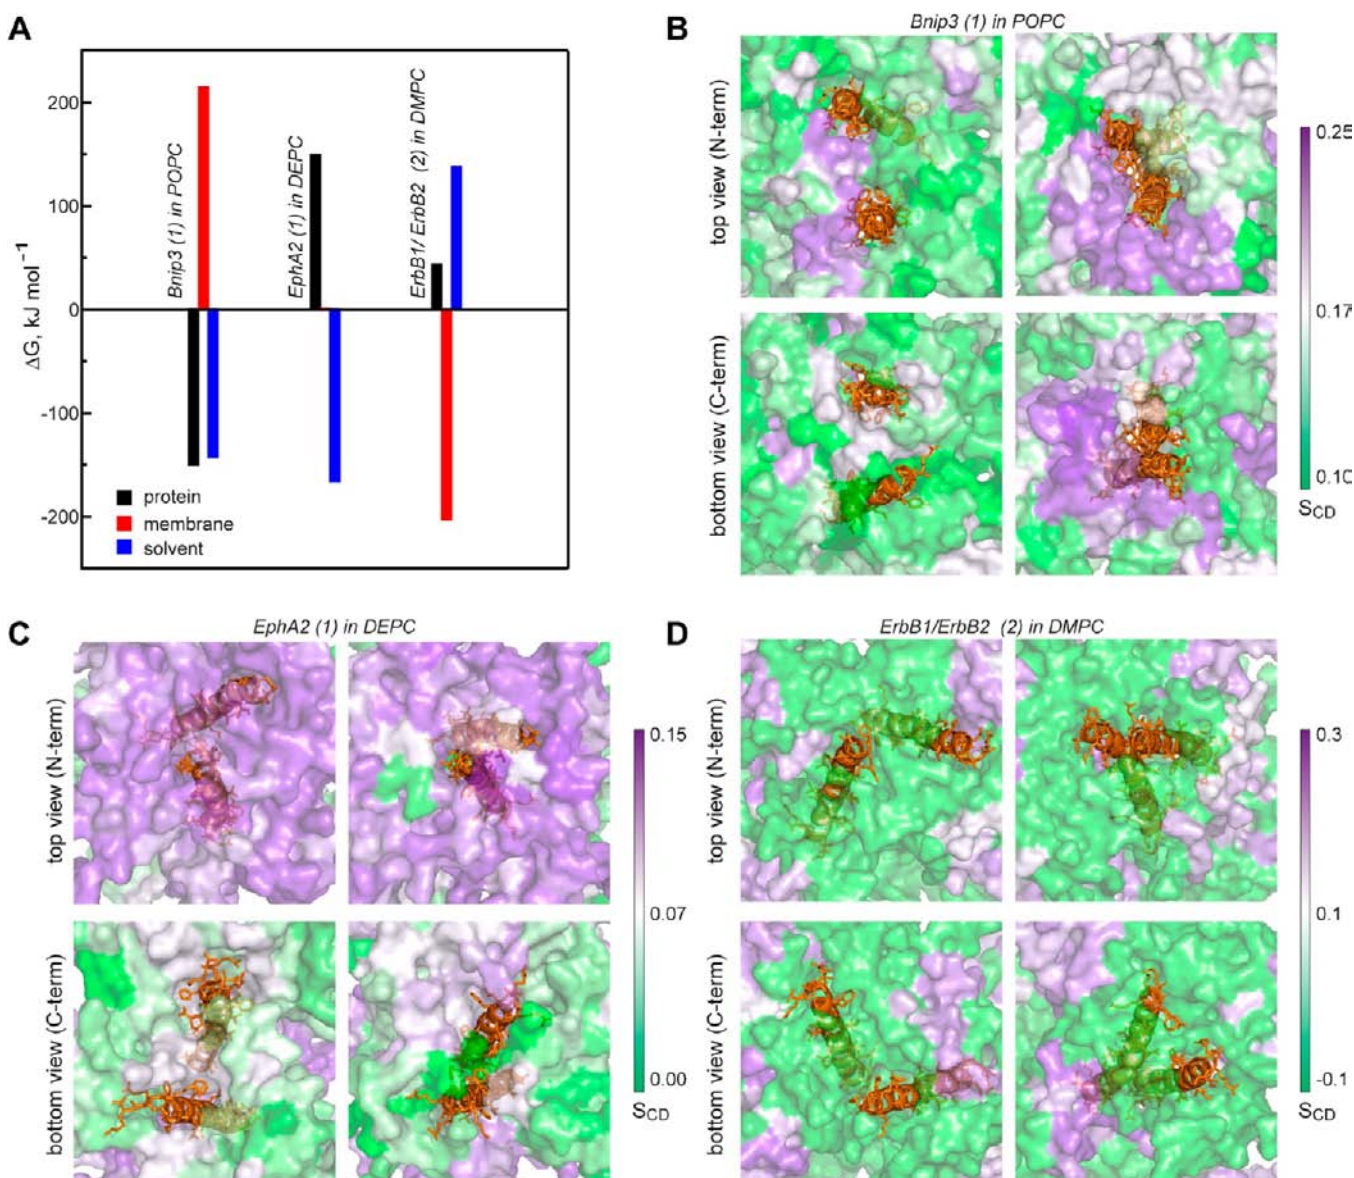 A
ΔG, kJ mol⁻¹
200
100
0
-100
-200
Bnip3 (1) in POPC
EphA2 (1) in DEPC
ErbB1/ ErbB2 (2) in DMPC
protein
membrane
solvent
B
Bnip3 (1) in POPC
top view (N-term)
bottom view (C-term)
0.25
0.17
0.10
SCD
C
EphA2 (1) in DEPC
top view (N-term)
bottom view (C-term)
0.15
0.07
0.00
SCD
D
ErbB1/ErbB2 (2) in DMPC
top view (N-term)
bottom view (C-term)
0.3
0.1
-0.1
SCD